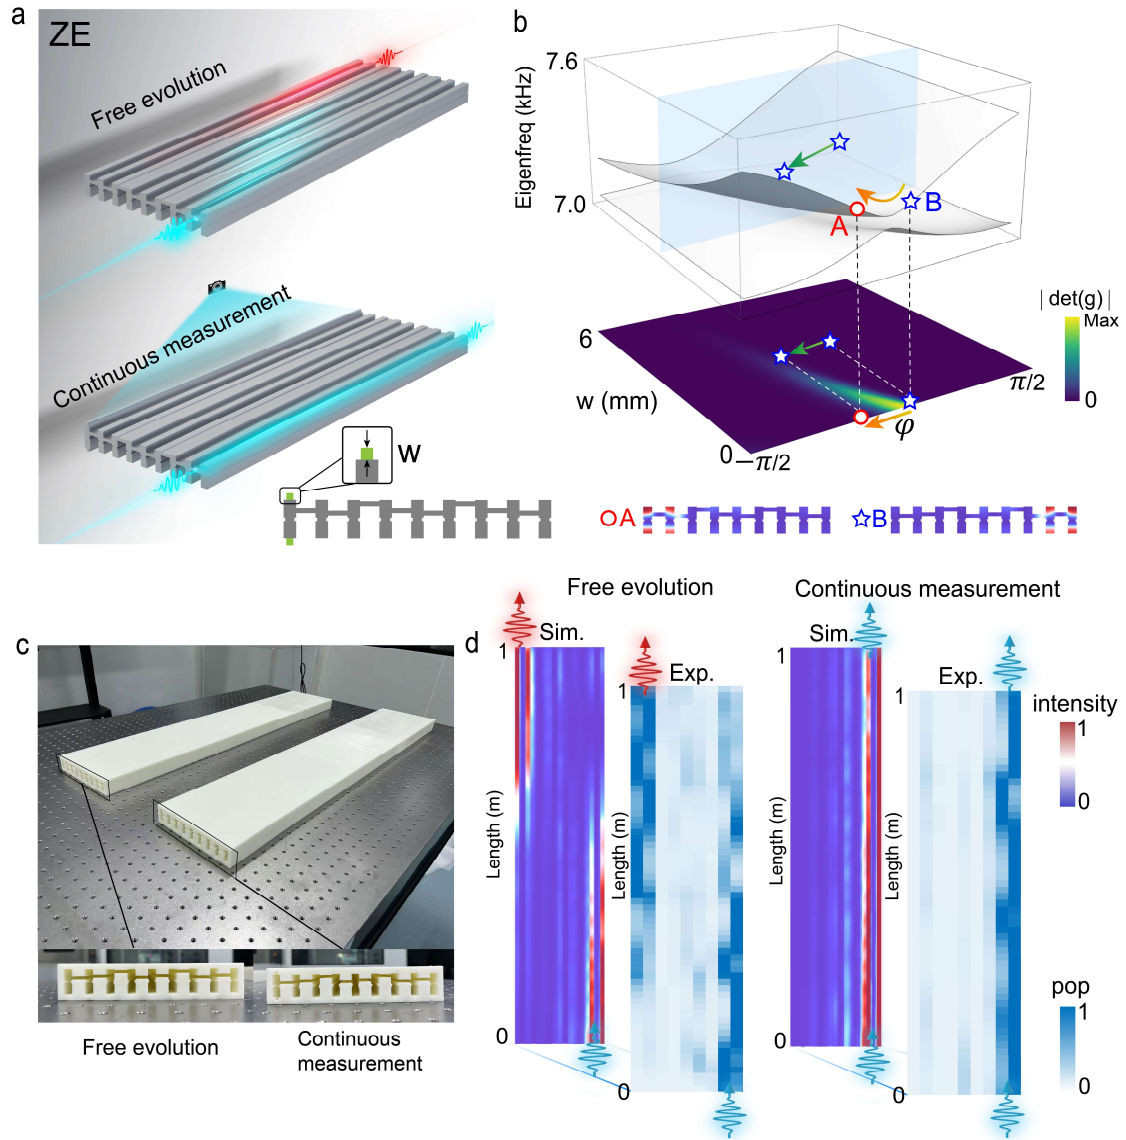 a
ZE
Free evolution
Continuous measurement
W
b
7.6
Eigenfreq (kHz)
7.0
A
B
| det(g) |
Max
0
6
w (mm)
0
−π/2
φ
π/2
A
B
c
Free evolution
Continuous
measurement
d
Free evolution
Continuous measurement
Sim.
Exp.
Sim.
Exp.
1
1
1
1
Length (m)
Length (m)
Length (m)
Length (m)
0
0
0
0
intensity
1
0
pop
1
0